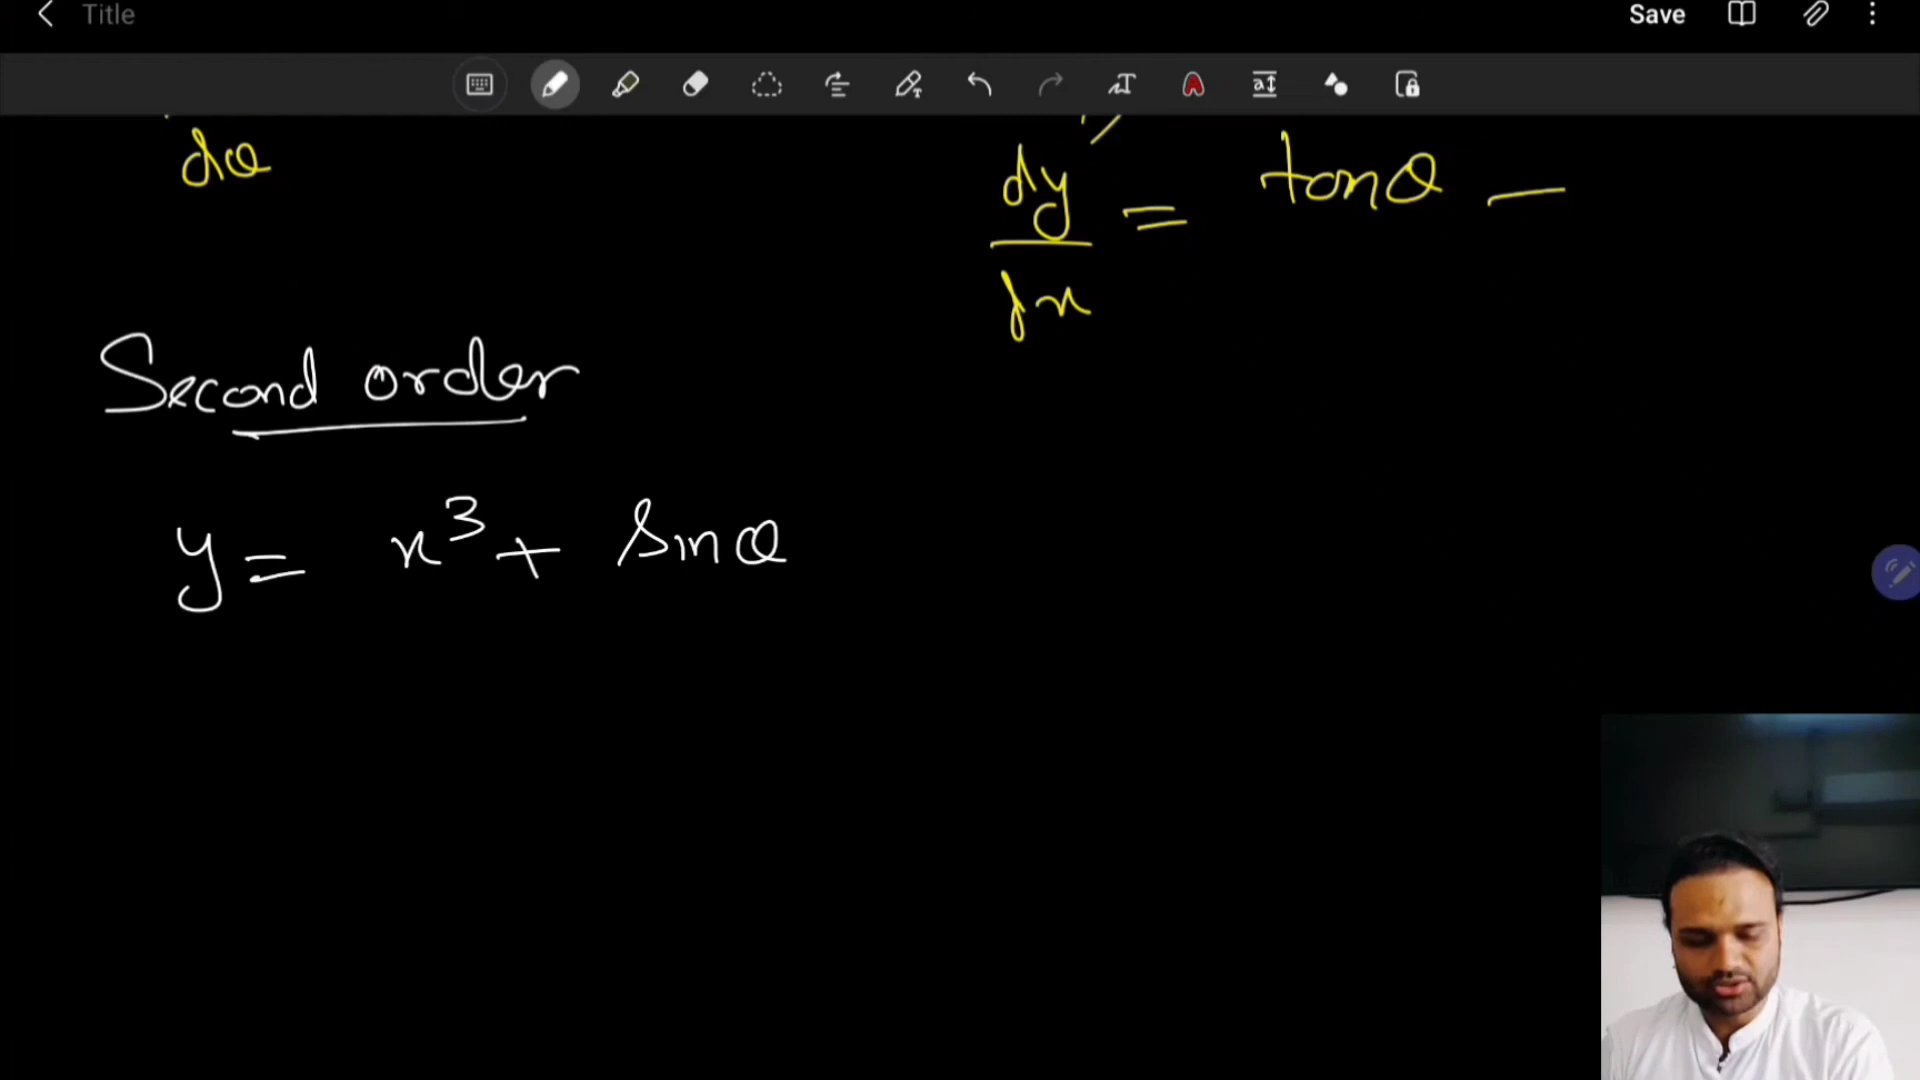 Title
Save
dθ
dy/dx = tanθ —
Second order
y = x³ + sinθ